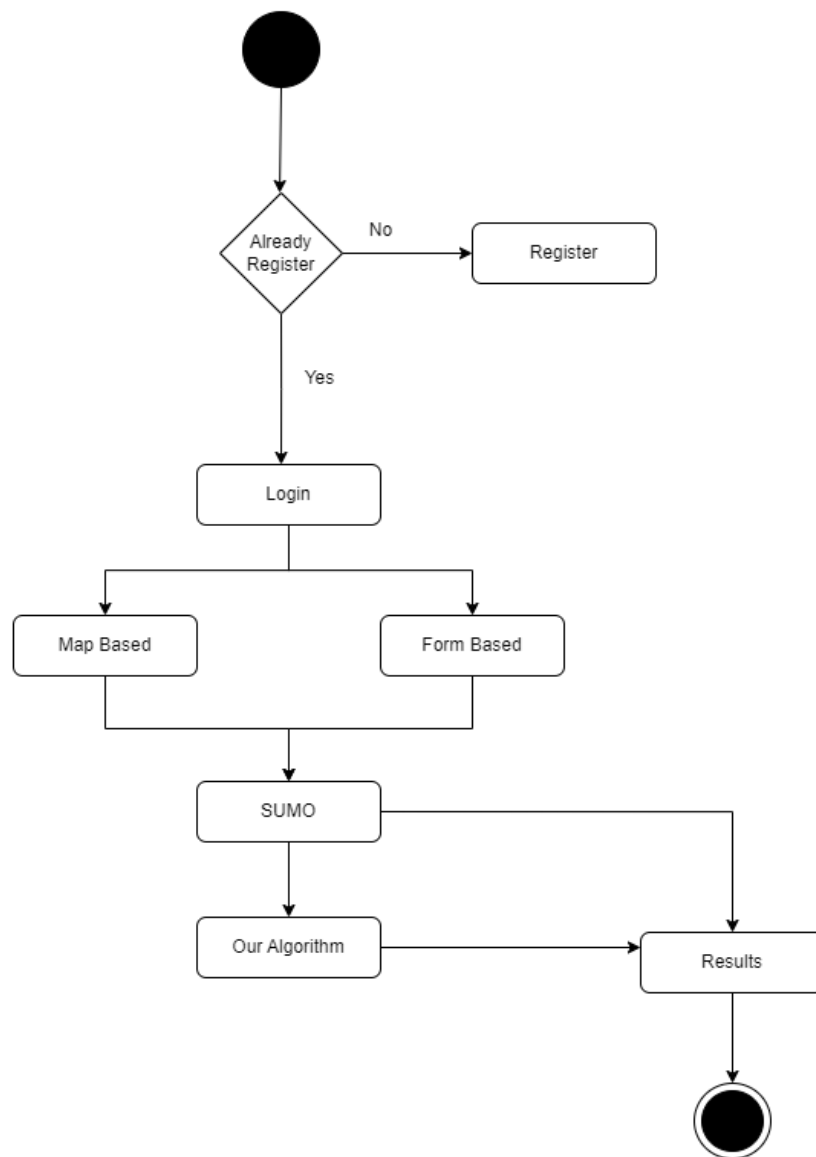 No
Already
Register
Register
Yes
Login
Map Based
Form Based
SUMO
Our Algorithm
Results